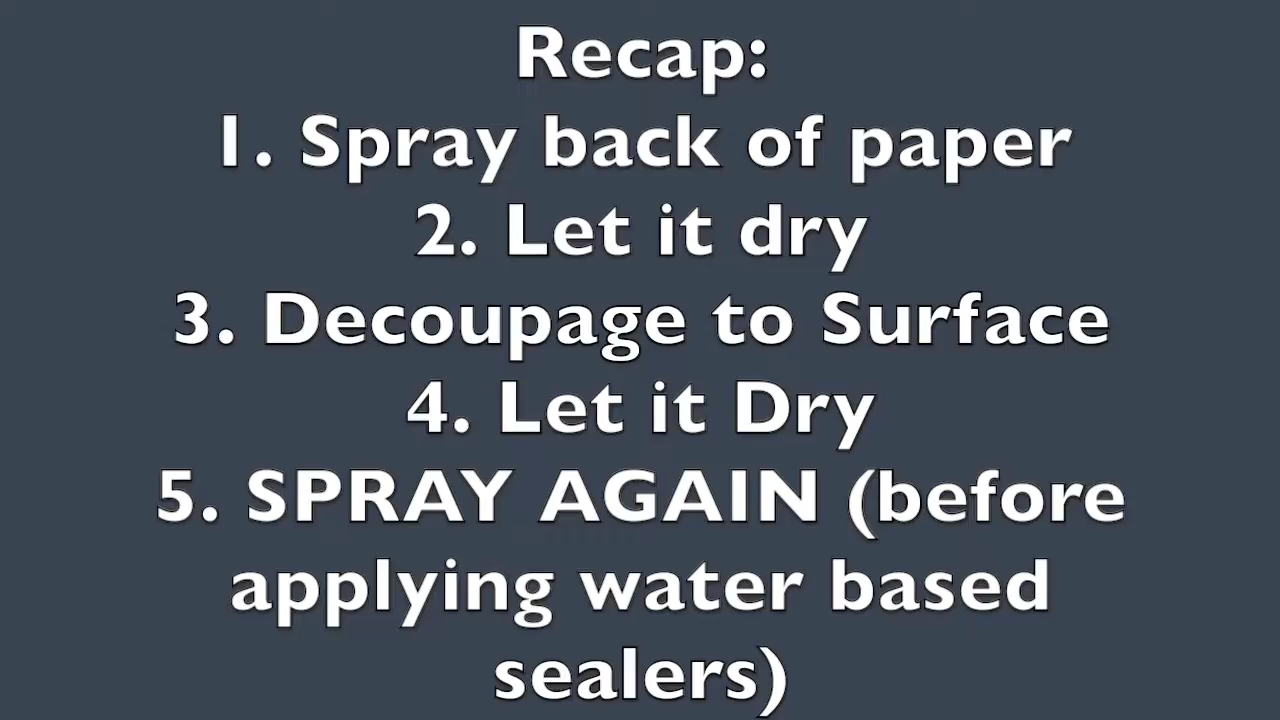 Recap:
1. Spray back of paper
2. Let it dry
3. Decoupage to Surface
4. Let it Dry
5. SPRAY AGAIN (before
applying water based
sealers)